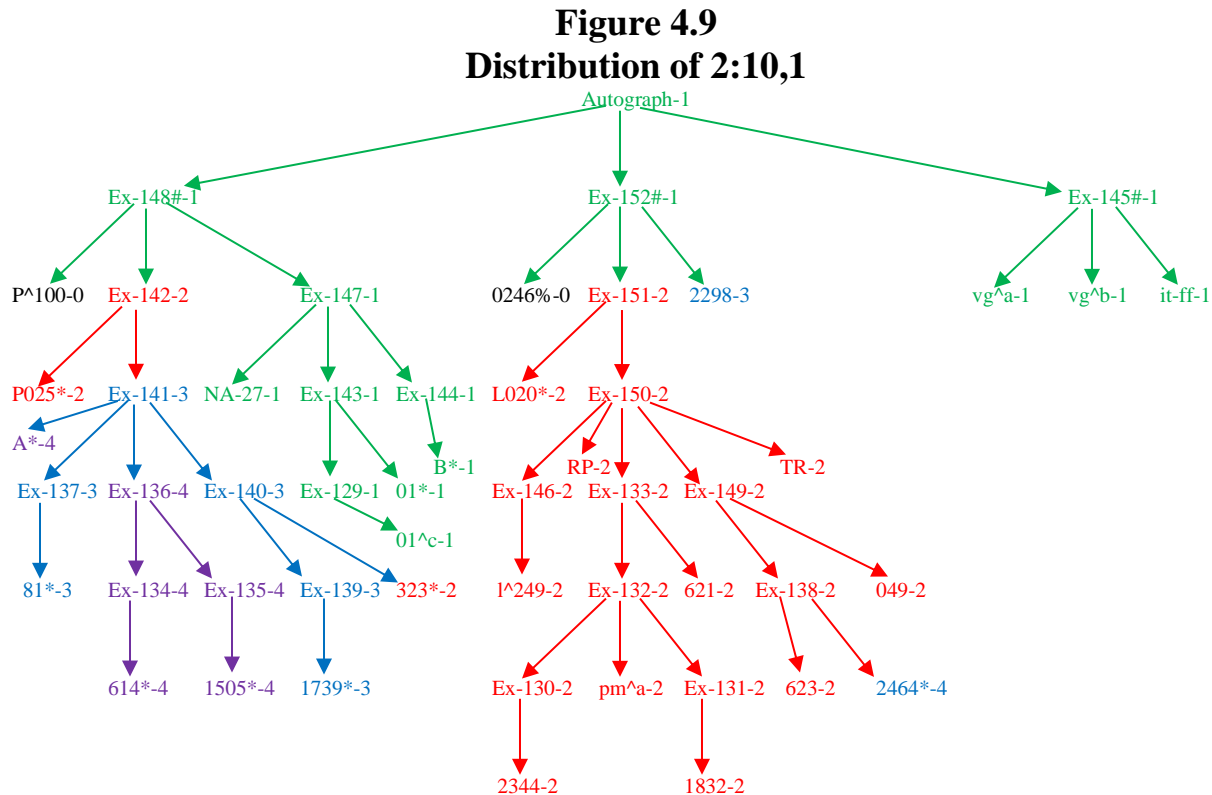 Figure 4.9
Distribution of 2:10,1
Autograph-1
Ex-148#-1 Ex-152#-1 Ex-145#-1
P^100-0 Ex-142-2 Ex-147-1 0246%-0 Ex-151-2 2298-3 vg^a-1 vg^b-1 it-ff-1
P025*-2 Ex-141-3 NA-27-1 Ex-143-1 Ex-144-1 L020*-2 Ex-150-2
A*-4
B*-1 RP-2 TR-2
Ex-137-3 Ex-136-4 Ex-140-3 Ex-129-1 01*-1 Ex-146-2 Ex-133-2 Ex-149-2
01^c-1
81*-3 Ex-134-4 Ex-135-4 Ex-139-3 323*-2 l^249-2 Ex-132-2 621-2 Ex-138-2 049-2
614*-4 1505*-4 1739*-3 Ex-130-2 pm^a-2 Ex-131-2 623-2 2464*-4
2344-2 1832-2